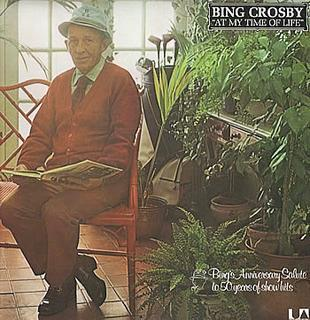 BING CROSBY
"AT MY TIME OF LIFE"
Bing's Anniversary Salute
to 50 years of show hits
UA